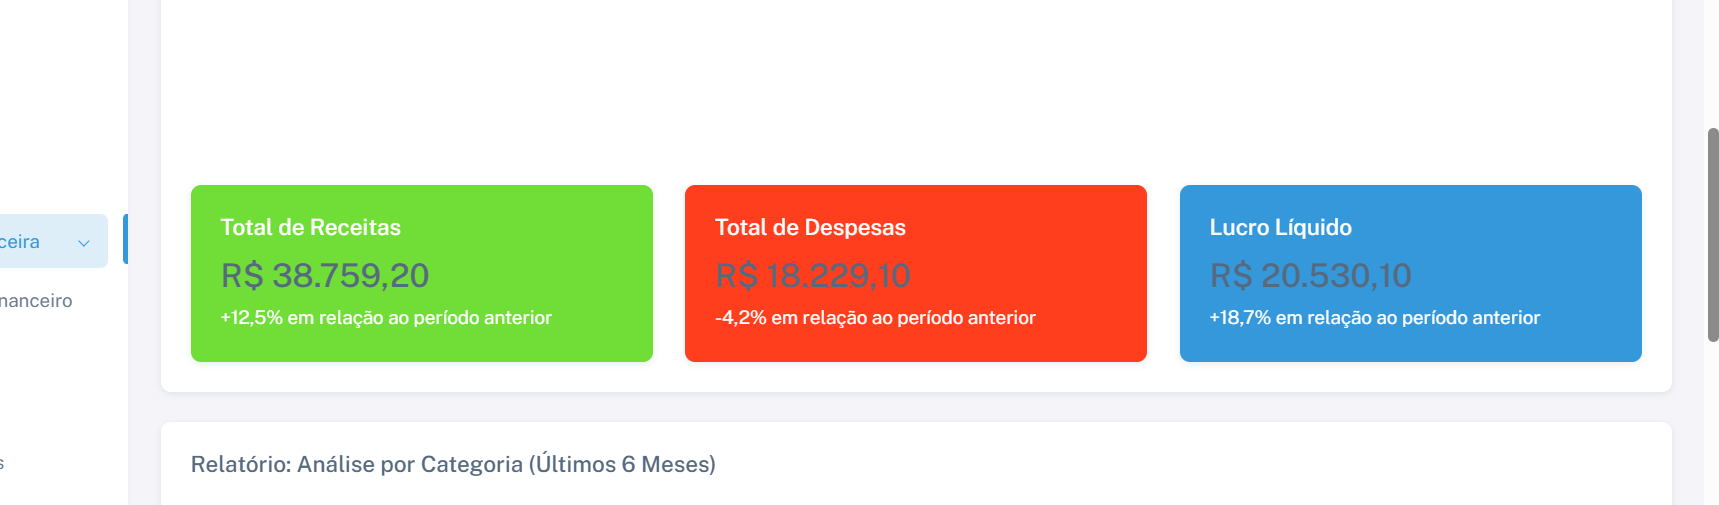 ceira
nanceiro
s
Total de Receitas
R$ 38.759,20
+12,5% em relação ao período anterior
Total de Despesas
R$ 18.229,10
-4,2% em relação ao período anterior
Lucro Líquido
R$ 20.530,10
+18,7% em relação ao período anterior
Relatório: Análise por Categoria (Últimos 6 Meses)